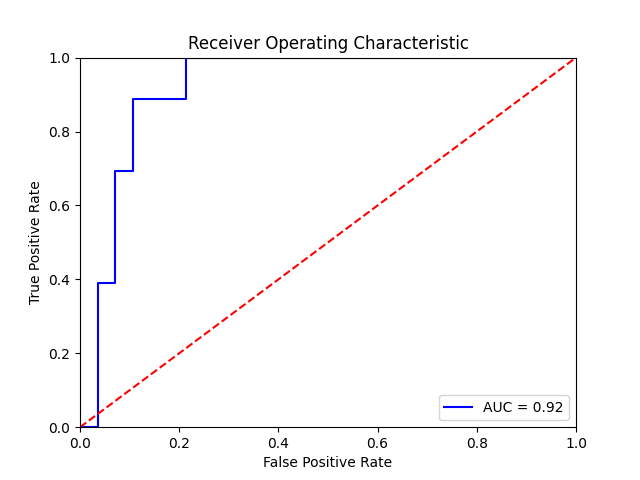 Receiver Operating Characteristic
True Positive Rate
1.0
0.8
0.6
0.4
0.2
0.0
0.0 0.2 0.4 0.6 0.8 1.0
False Positive Rate
AUC = 0.92